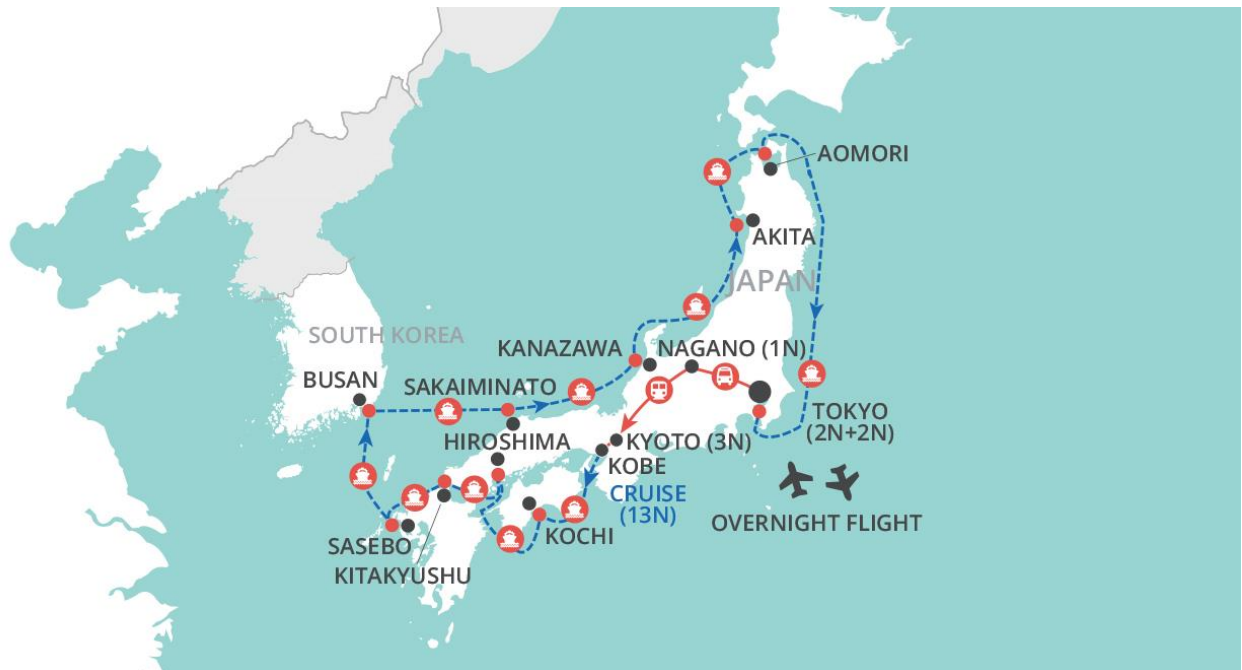 AOMORI
AKITA
JAPAN
SOUTH KOREA
KANAZAWA
NAGANO (1N)
BUSAN
SAKAIMINATO
TOKYO
(2N+2N)
HIROSHIMA
KYOTO (3N)
KOBE
CRUISE
(13N)
OVERNIGHT FLIGHT
KOCHI
SASEBO
KITAKYUSHU